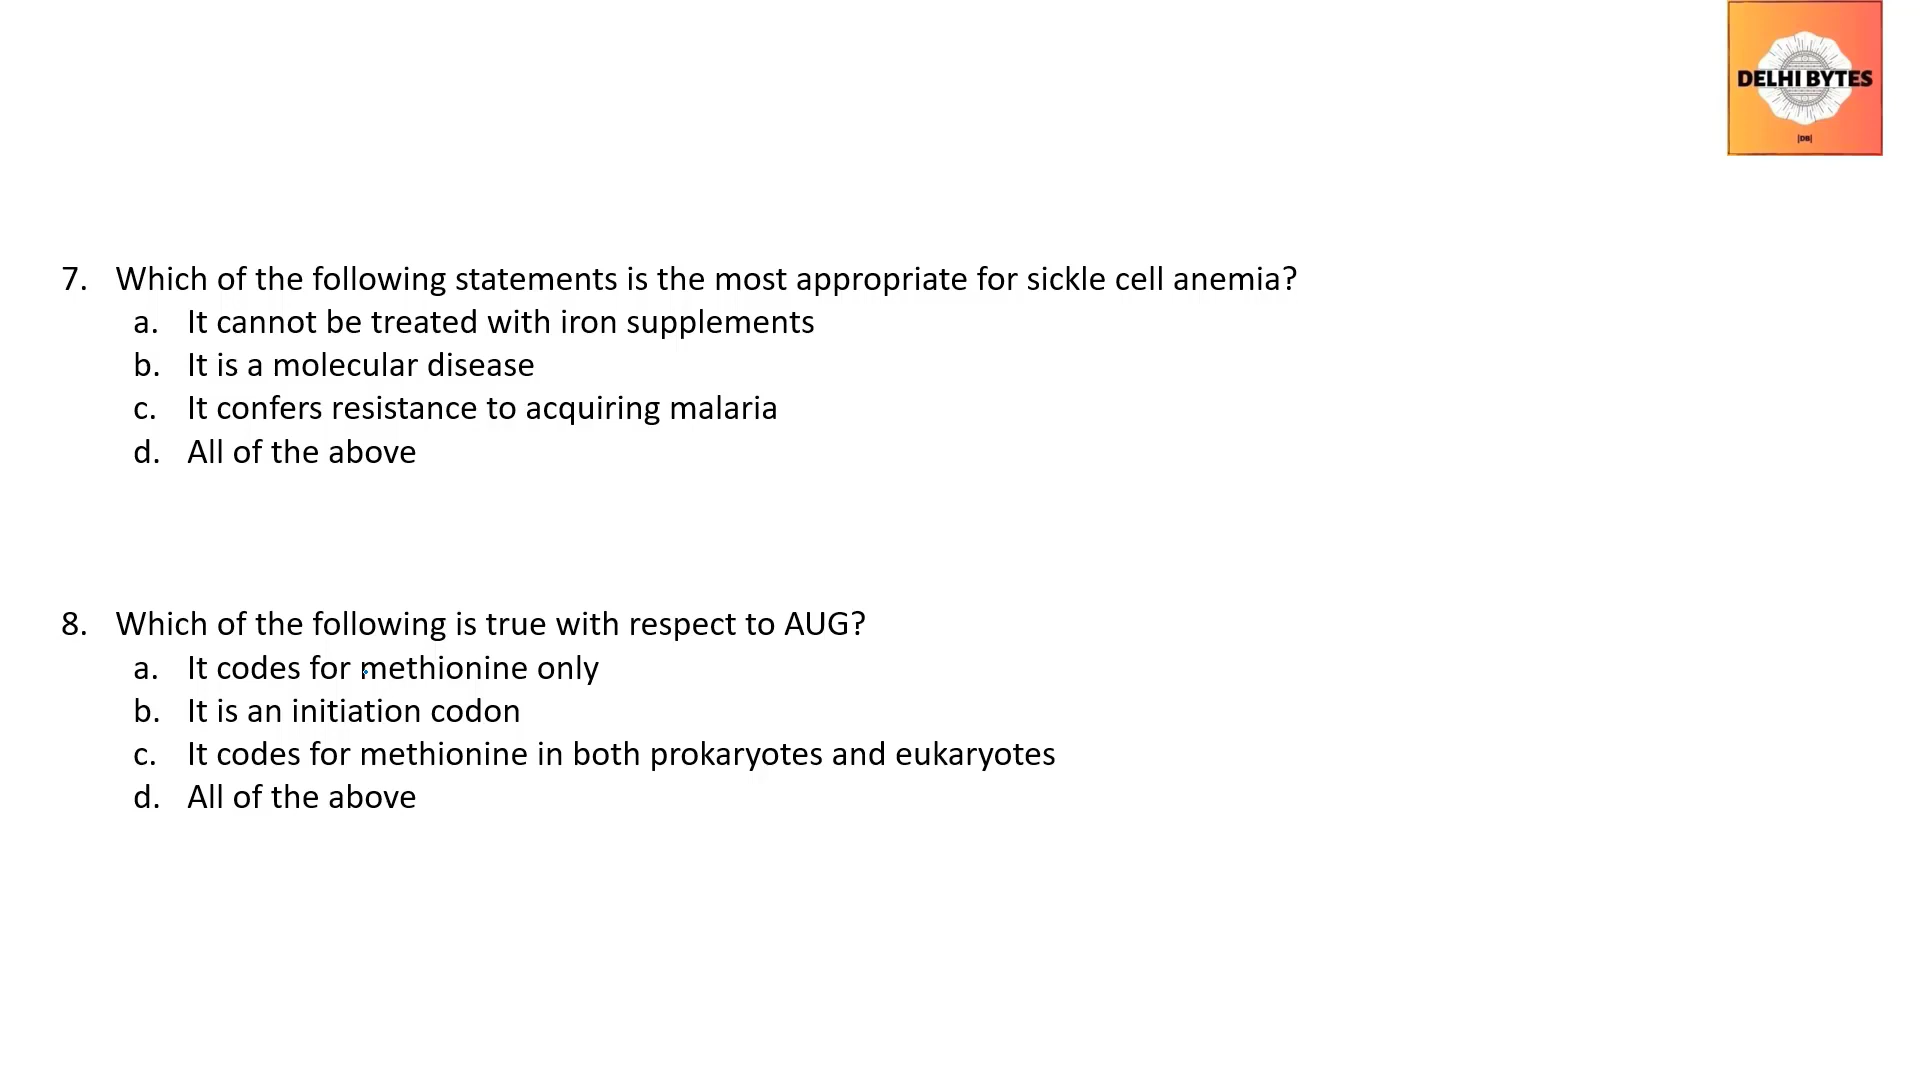 DELHI BYTES
|DB|
7. Which of the following statements is the most appropriate for sickle cell anemia?
a. It cannot be treated with iron supplements
b. It is a molecular disease
c. It confers resistance to acquiring malaria
d. All of the above
8. Which of the following is true with respect to AUG?
a. It codes for methionine only
b. It is an initiation codon
c. It codes for methionine in both prokaryotes and eukaryotes
d. All of the above